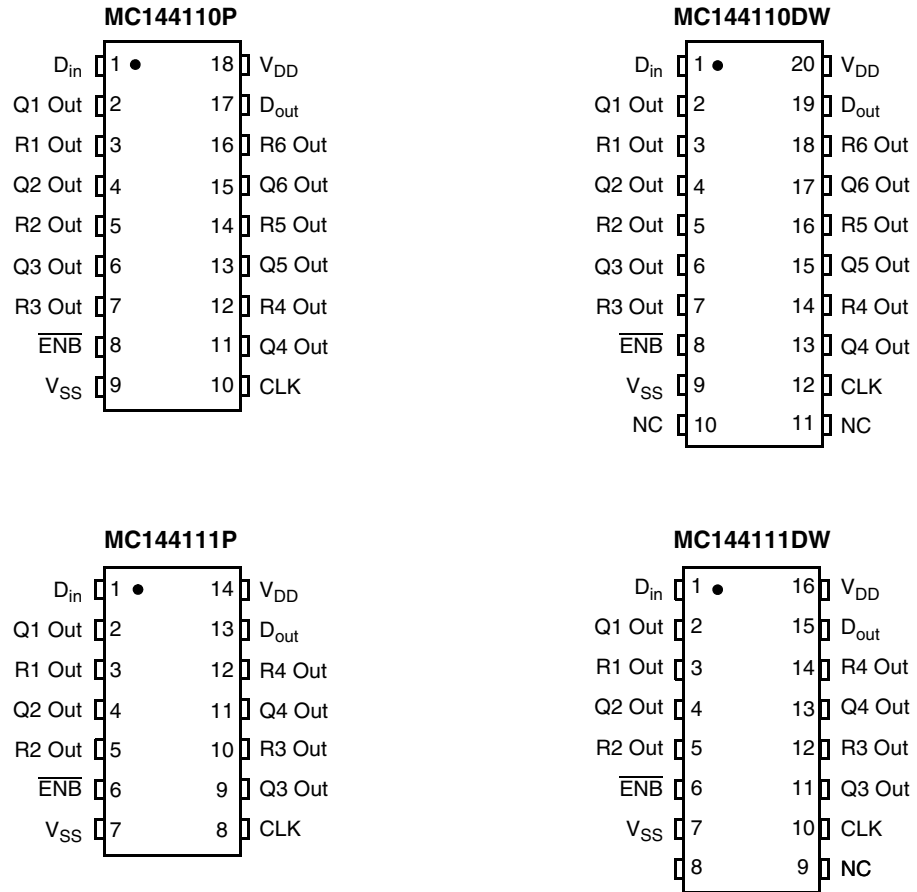 MC144110P
D_in 1 18 V_DD
Q1 Out 2 17 D_out
R1 Out 3 16 R6 Out
Q2 Out 4 15 Q6 Out
R2 Out 5 14 R5 Out
Q3 Out 6 13 Q5 Out
R3 Out 7 12 R4 Out
ENB 8 11 Q4 Out
V_SS 9 10 CLK
MC144110DW
D_in 1 20 V_DD
Q1 Out 2 19 D_out
R1 Out 3 18 R6 Out
Q2 Out 4 17 Q6 Out
R2 Out 5 16 R5 Out
Q3 Out 6 15 Q5 Out
R3 Out 7 14 R4 Out
ENB 8 13 Q4 Out
V_SS 9 12 CLK
NC 10 11 NC
MC144111P
D_in 1 14 V_DD
Q1 Out 2 13 D_out
R1 Out 3 12 R4 Out
Q2 Out 4 11 Q4 Out
R2 Out 5 10 R3 Out
ENB 6 9 Q3 Out
V_SS 7 8 CLK
MC144111DW
D_in 1 16 V_DD
Q1 Out 2 15 D_out
R1 Out 3 14 R4 Out
Q2 Out 4 13 Q4 Out
R2 Out 5 12 R3 Out
ENB 6 11 Q3 Out
V_SS 7 10 CLK
8 9 NC